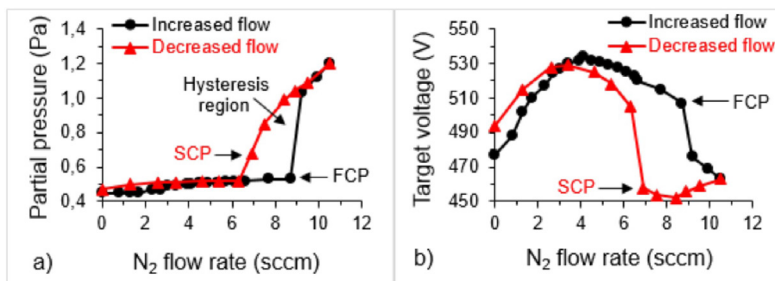 Partial pressure (Pa)
1,4
1,2
1,0
0,8
0,6
0,4
Increased flow
Decreased flow
Hysteresis
region
SCP
FCP
0 2 4 6 8 10 12
a) N2 flow rate (sccm)
Target voltage (V)
550
530
510
490
470
450
Increased flow
Decreased flow
FCP
SCP
0 2 4 6 8 10 12
b) N2 flow rate (sccm)